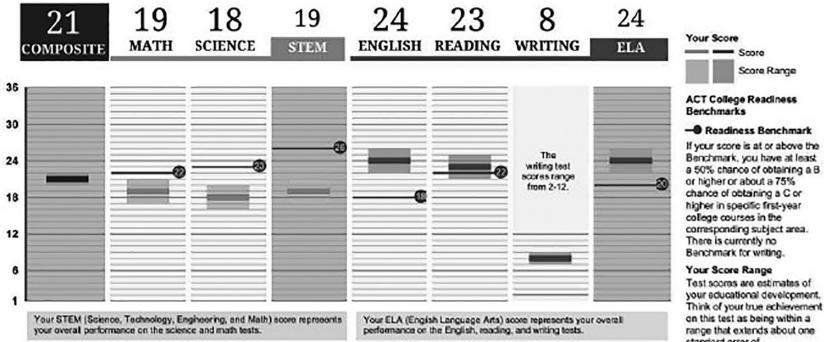 21 19 18 19 24 23 8 24
COMPOSITE MATH SCIENCE STEM ENGLISH READING WRITING ELA
36
30
24
18
12
6
1
22
23
26
18
22
20
The
writing test
scores range
from 2-12.
Your STEM (Science, Technology, Engineering, and Math) score represents
your overall performance on the science and math tests.
Your ELA (English Language Arts) score represents your overall
performance on the English, reading, and writing tests.
Your Score
Score
Score Range
ACT College Readiness
Benchmarks
Readiness Benchmark
If your score is at or above the
Benchmark, you have at least
a 50% chance of obtaining a B
or higher or about a 75%
chance of obtaining a C or
higher in specific first-year
college courses in the
corresponding subject area.
There is currently no
Benchmark for writing.
Your Score Range
Test scores are estimates of
your educational development.
Think of your true achievement
on this test as being within a
range that extends about one
standard error of